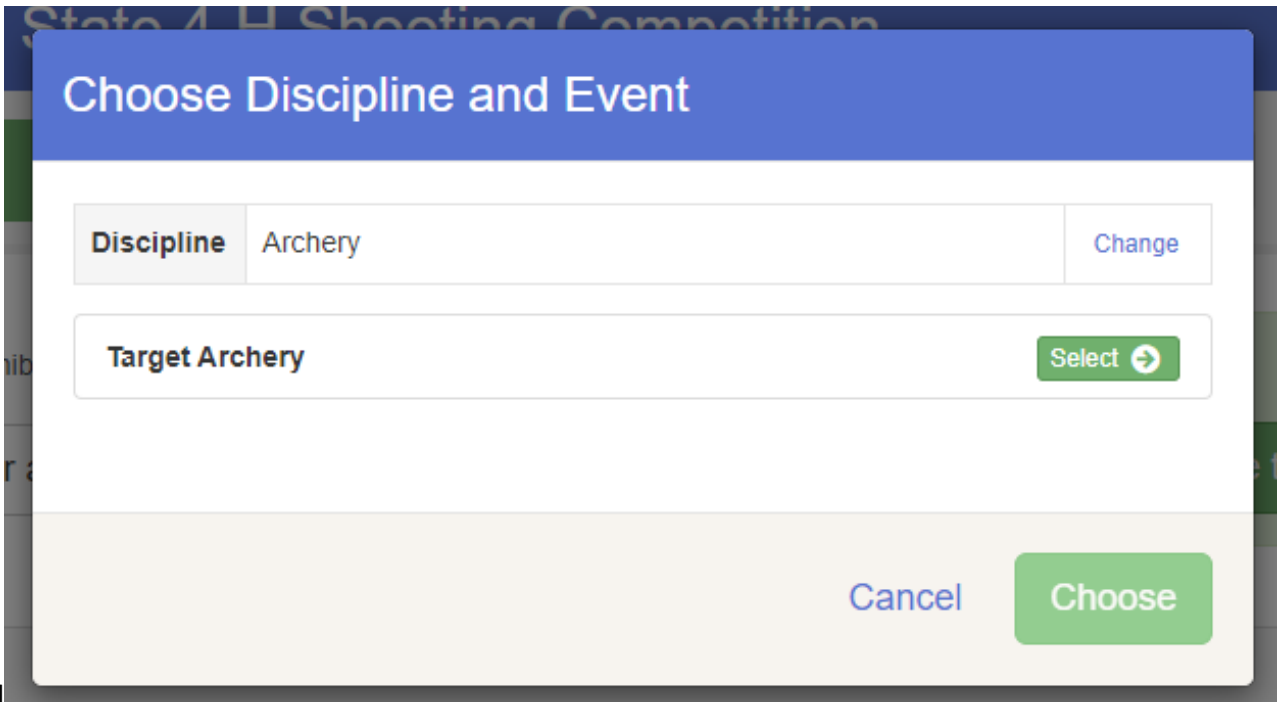 State 4-H Shooting Competition
Choose Discipline and Event
Discipline Archery Change
Target Archery Select
Cancel Choose